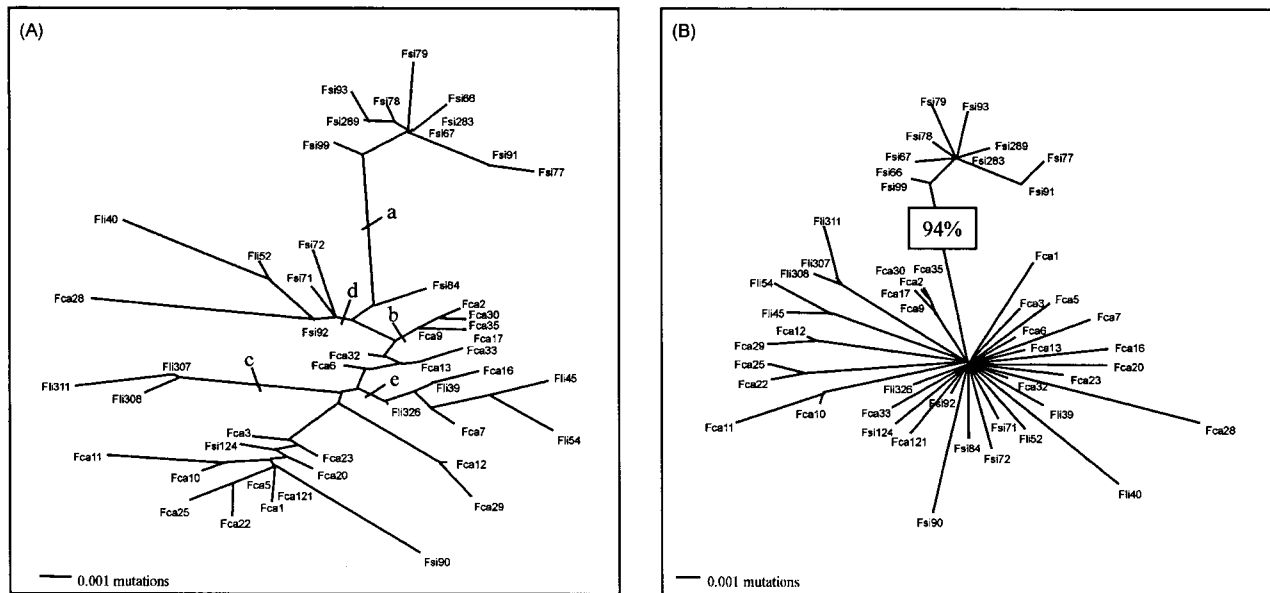 (A)
Fsi79
Fsi93
Fsi78
Fsi66
Fsi289
Fsi283
Fsi67
Fsi99
Fsi91
Fsi77
a
Fli40
Fsi72
Fli52
Fsi71
d
Fsi84
Fca28
b
Fca2
Fca30
Fca35
Fsi92
Fca9
Fca17
Fca32
Fca33
c
Fli307
Fca6
Fca13
e
Fca16
Fli311
Fli308
Fli39
Fli45
Fli326
Fca7
Fli54
Fca3
Fsi124
Fca11
Fca23
Fca12
Fca10
Fca20
Fca5
Fca25
Fca121
Fca1
Fca29
Fca22
Fsi90
0.001 mutations
(B)
Fsi79
Fsi93
Fsi78
Fsi289
Fsi67
Fsi283
Fsi77
Fsi66
Fsi99
Fsi91
94%
Fli311
Fca1
Fli307
Fca30
Fca35
Fli308
Fca2
Fli54
Fca17
Fca3
Fca5
Fca9
Fli45
Fca7
Fca12
Fca6
Fca29
Fca13
Fca16
Fca25
Fca20
Fca22
Fli326
Fca23
Fca32
Fca10
Fca33
Fsi92
Fli39
Fca11
Fsi124
Fsi71
Fca28
Fca121
Fli52
Fsi84
Fsi72
Fli40
Fsi90
0.001 mutations